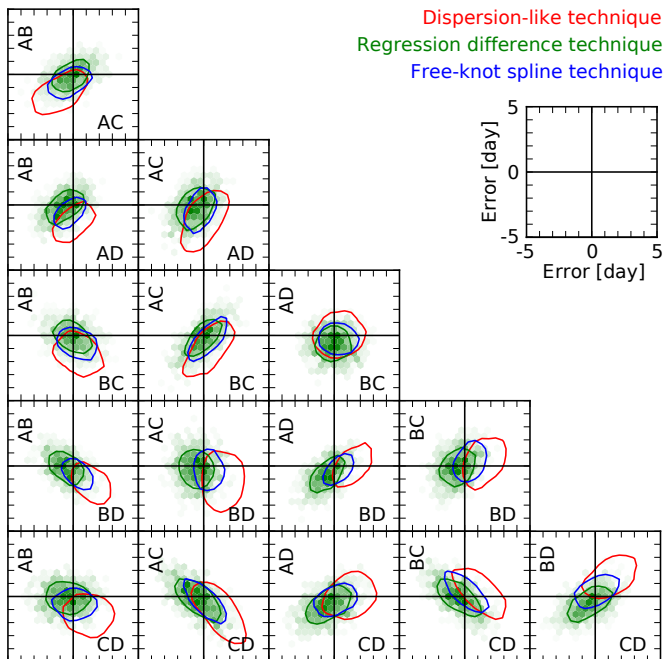 Dispersion-like technique
Regression difference technique
Free-knot spline technique
AB
AC
5
0
-5
Error [day]
-5 0 5
Error [day]
AB
AD
AC
AD
AB
BC
AC
BC
AD
BC
AB
BD
AC
BD
AD
BD
BC
BD
AB
CD
AC
CD
AD
CD
BC
CD
BD
CD